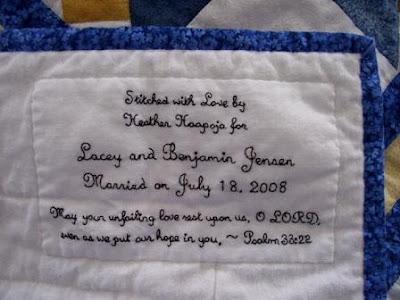 Stitched with Love by
Heather Haapoja for
Lacey and Benjamin Jensen
Married on July 18, 2008
May your unfailing love rest upon us, O LORD,
even as we put our hope in you, ~ Psalm 33:22